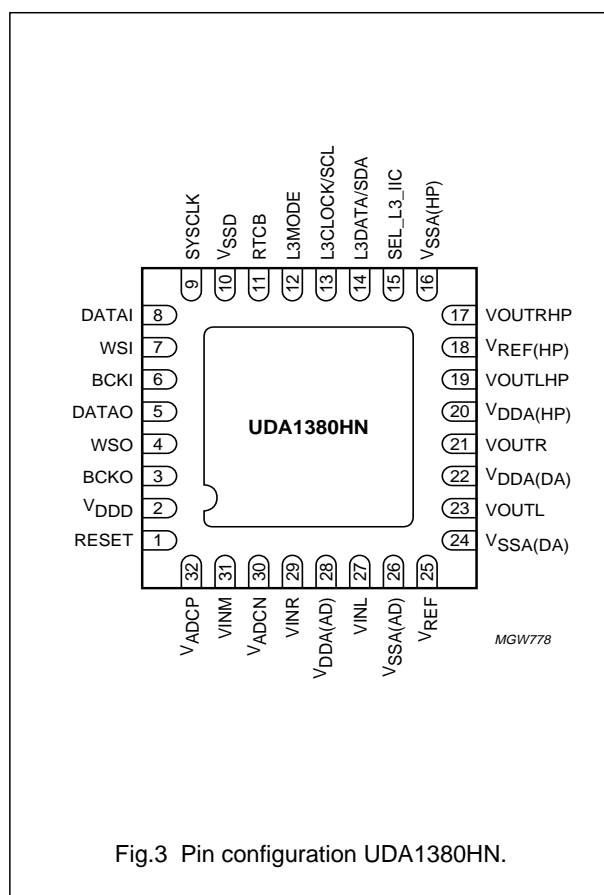 SYSCLK
VSSD
RTCB
L3MODE
L3CLOCK/SCL
L3DATA/SDA
SEL_L3_IIC
VSSA(HP)
9
10
11
12
13
14
15
16
DATAI 8
WSI 7
BCKI 6
DATAO 5
WSO 4
BCKO 3
VDDD 2
RESET 1
UDA1380HN
17 VOUTRHP
18 VREF(HP)
19 VOUTLHP
20 VDDA(HP)
21 VOUTR
22 VDDA(DA)
23 VOUTL
24 VSSA(DA)
32
31
30
29
28
27
26
25
VADCP
VINM
VADCN
VINR
VDDA(AD)
VINL
VSSA(AD)
VREF
MGW778
Fig.3 Pin configuration UDA1380HN.